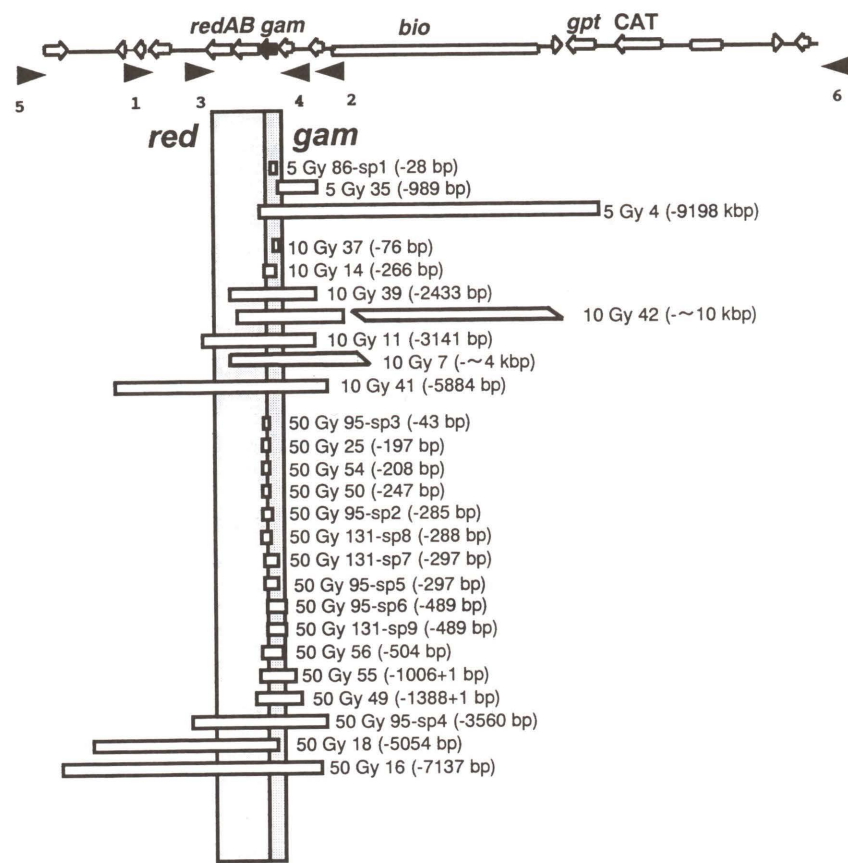 redAB gam bio gpt CAT
5 1 3 4 2 6
red gam
5 Gy 86-sp1 (-28 bp)
5 Gy 35 (-989 bp)
5 Gy 4 (-9198 kbp)
10 Gy 37 (-76 bp)
10 Gy 14 (-266 bp)
10 Gy 39 (-2433 bp)
10 Gy 42 (-~10 kbp)
10 Gy 11 (-3141 bp)
10 Gy 7 (-~4 kbp)
10 Gy 41 (-5884 bp)
50 Gy 95-sp3 (-43 bp)
50 Gy 25 (-197 bp)
50 Gy 54 (-208 bp)
50 Gy 50 (-247 bp)
50 Gy 95-sp2 (-285 bp)
50 Gy 131-sp8 (-288 bp)
50 Gy 131-sp7 (-297 bp)
50 Gy 95-sp5 (-297 bp)
50 Gy 95-sp6 (-489 bp)
50 Gy 131-sp9 (-489 bp)
50 Gy 56 (-504 bp)
50 Gy 55 (-1006+1 bp)
50 Gy 49 (-1388+1 bp)
50 Gy 95-sp4 (-3560 bp)
50 Gy 18 (-5054 bp)
50 Gy 16 (-7137 bp)